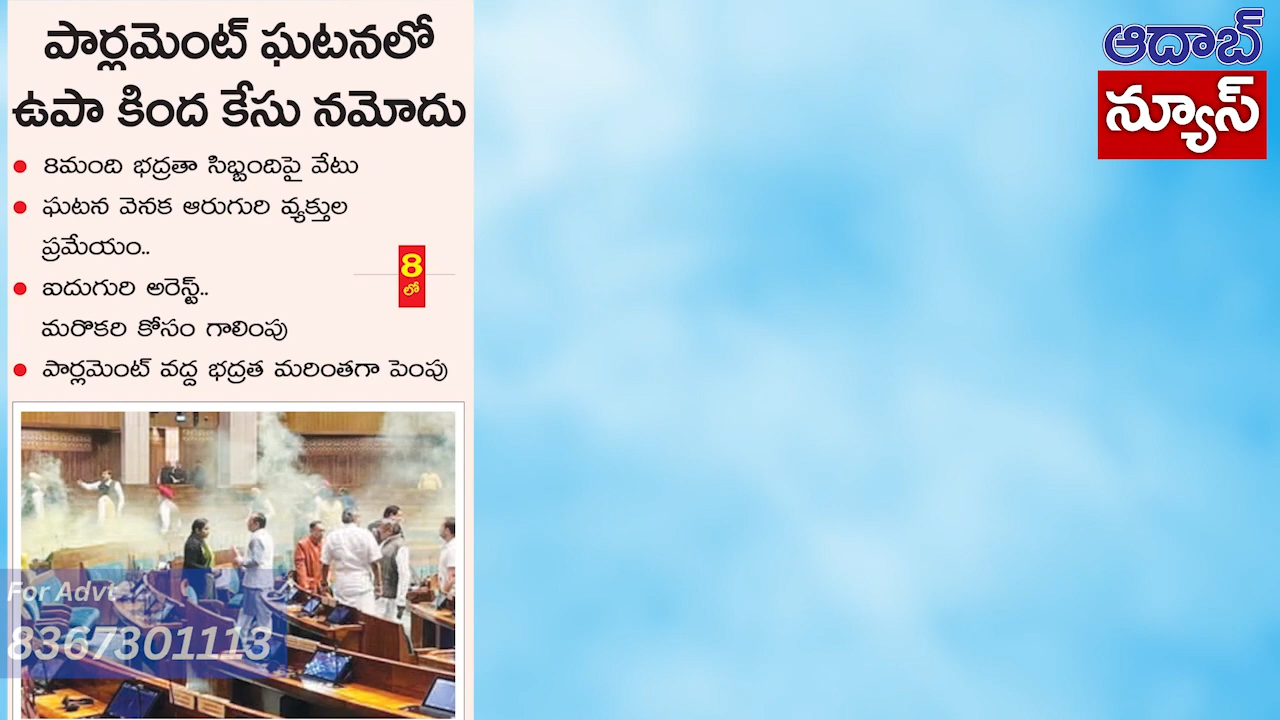 పార్లమెంట్ ఘటనలో
ఉపా కింద కేసు నమోదు
8మంది భద్రతా సిబ్బందిపై వేటు
ఘటన వెనక ఆరుగురి వ్యక్తుల
ప్రమేయం..
ఐదుగురి అరెస్ట్..
మరొకరి కోసం గాలింపు
పార్లమెంట్ వద్ద భద్రత మరింతగా పెంపు
8
లో
ఆదాబ్
న్యూస్
For Advt
8367301113